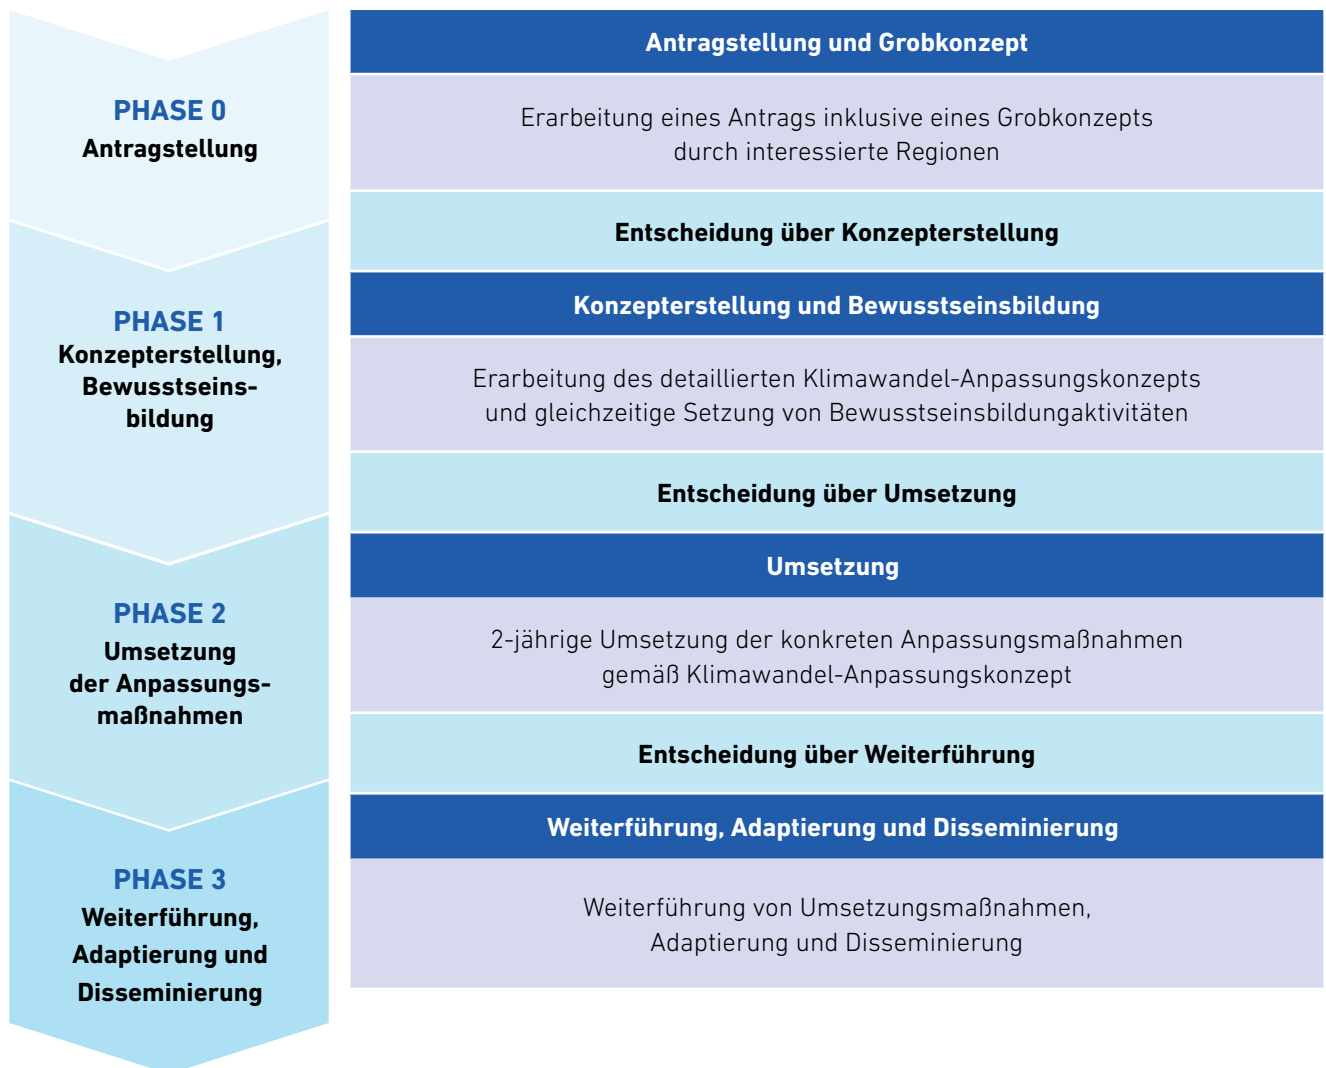 PHASE 0
Antragstellung
Antragstellung und Grobkonzept
Erarbeitung eines Antrags inklusive eines Grobkonzepts
durch interessierte Regionen
Entscheidung über Konzepterstellung
PHASE 1
Konzepterstellung,
Bewusstseins-
bildung
Konzepterstellung und Bewusstseinsbildung
Erarbeitung des detaillierten Klimawandel-Anpassungskonzepts
und gleichzeitige Setzung von Bewusstseinsbildungaktivitäten
Entscheidung über Umsetzung
PHASE 2
Umsetzung
der Anpassungs-
maßnahmen
Umsetzung
2-jährige Umsetzung der konkreten Anpassungsmaßnahmen
gemäß Klimawandel-Anpassungskonzept
Entscheidung über Weiterführung
PHASE 3
Weiterführung,
Adaptierung und
Disseminierung
Weiterführung, Adaptierung und Disseminierung
Weiterführung von Umsetzungsmaßnahmen,
Adaptierung und Disseminierung